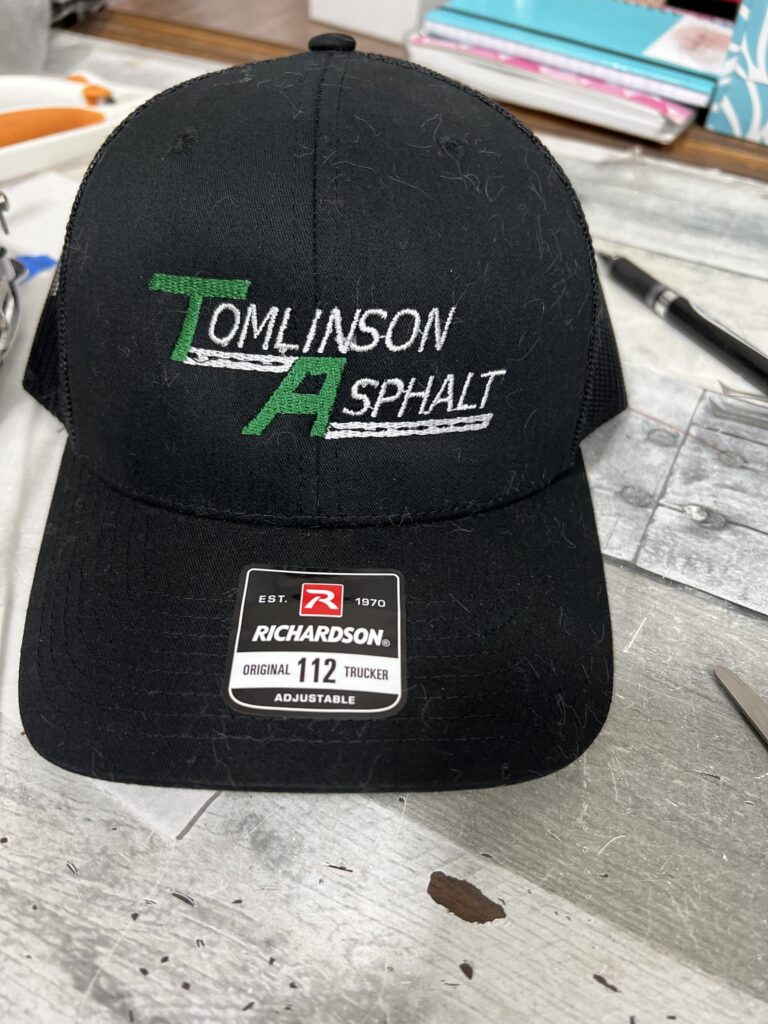 TOMLINSON
ASPHALT
EST. R 1970
RICHARDSON®
ORIGINAL 112 TRUCKER
ADJUSTABLE